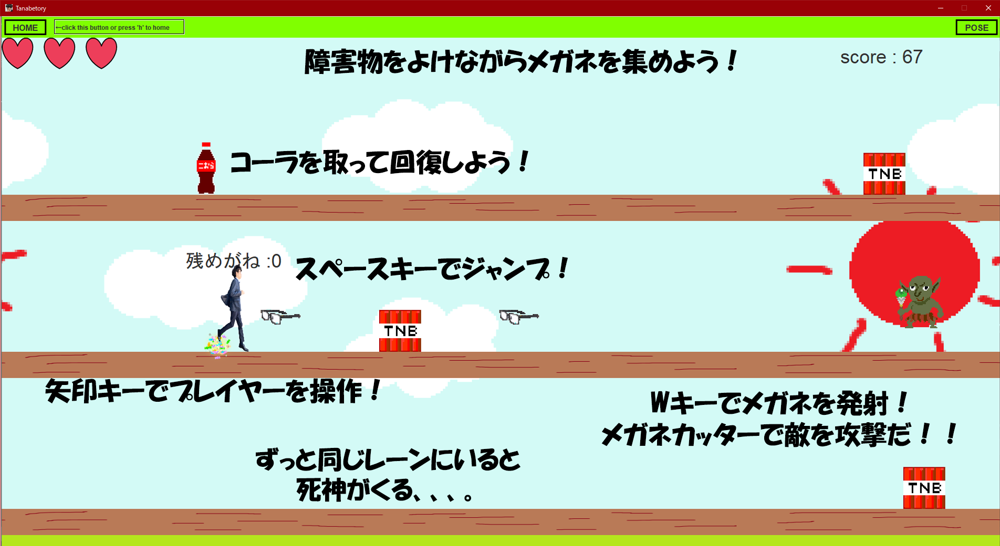 Tanabetory
HOME
←click this button or press 'h' to home
POSE
障害物をよけながらメガネを集めよう！
score : 67
コーラを取って回復しよう！
こおら
TNB
残めがね :0
スペースキーでジャンプ！
TNB
矢印キーでプレイヤーを操作！
Wキーでメガネを発射！
メガネカッターで敵を攻撃だ！！
ずっと同じレーンにいると
死神がくる、、、。
TNB